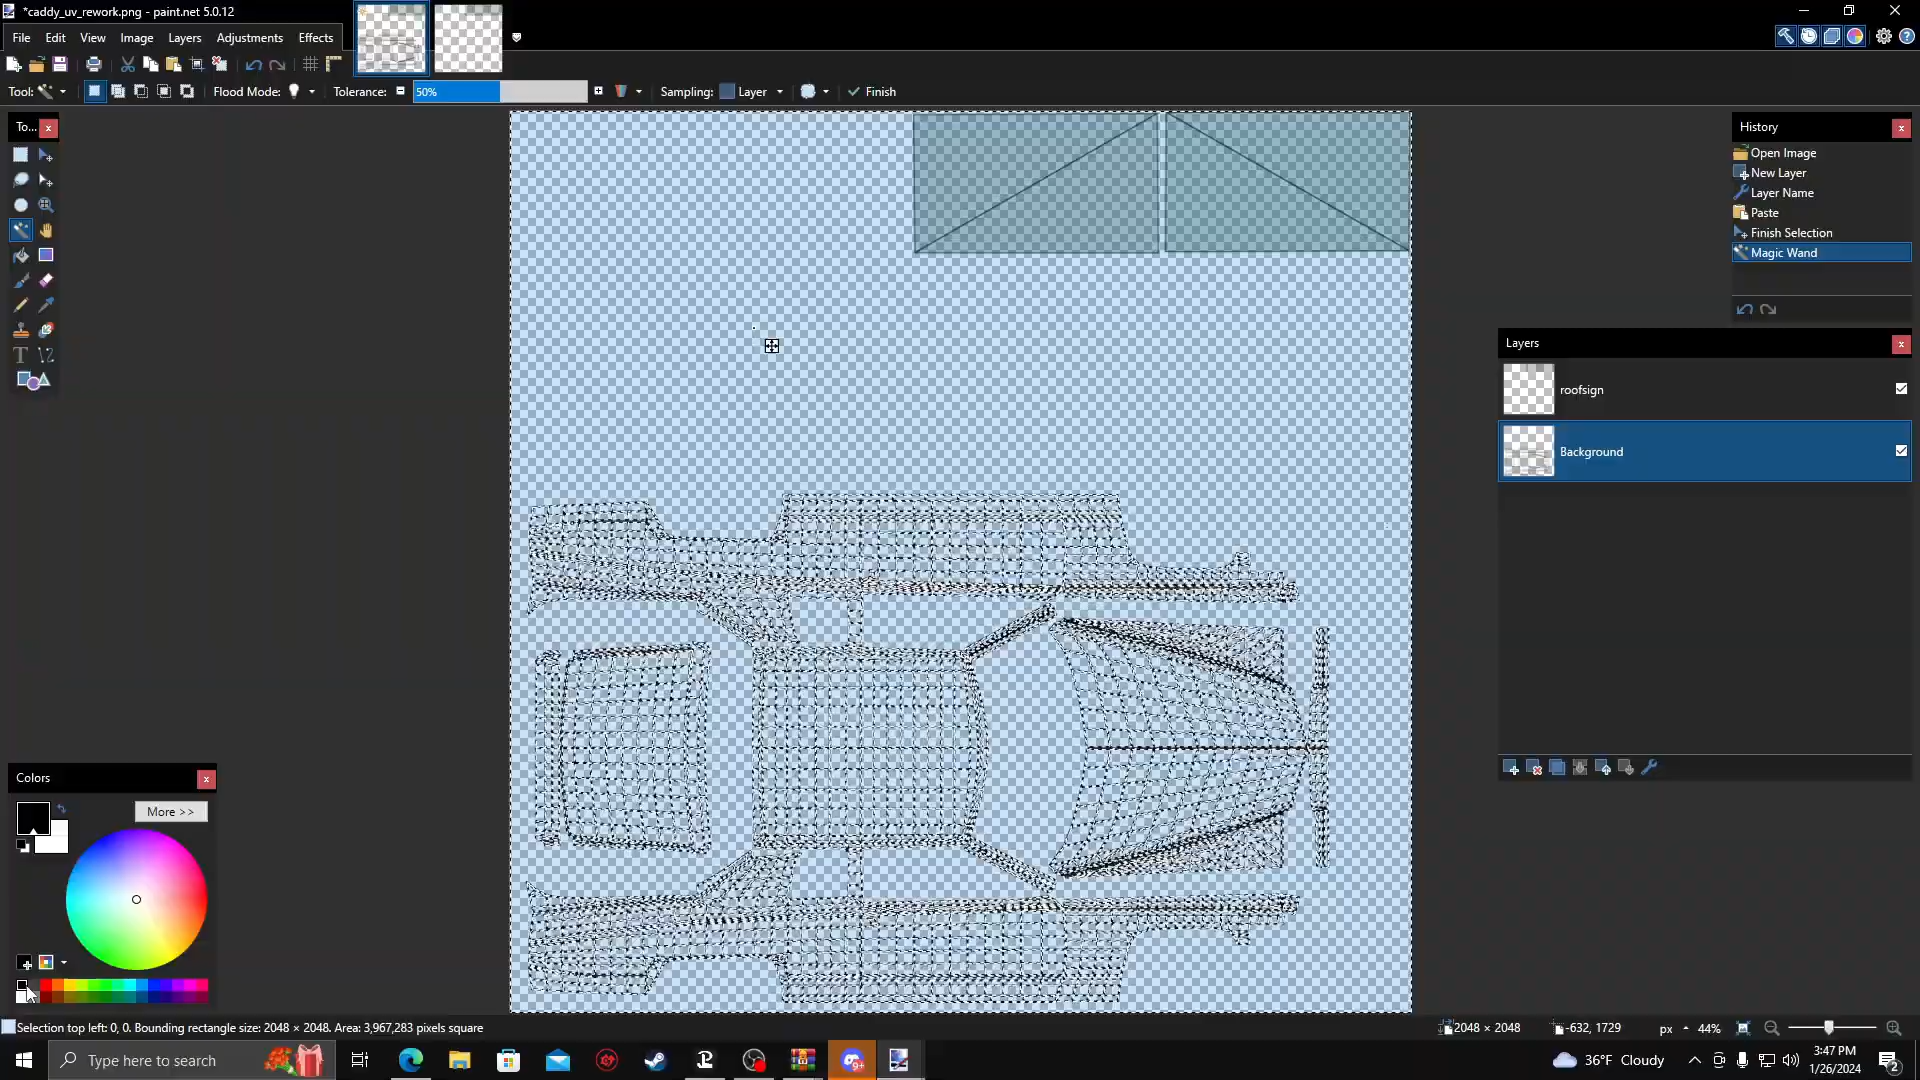 *caddy_uv_rework.png - paint.net 5.0.12
File Edit View Image Layers Adjustments Effects
Tool: Flood Mode: Tolerance: 50% Sampling: Layer Finish
To...
History
Open Image
New Layer
Layer Name
Paste
Finish Selection
Magic Wand
Layers
roofsign
Background
Colors
More >>
Selection top left: 0, 0. Bounding rectangle size: 2048 × 2048. Area: 3,967,283 pixels square
2048 × 2048 -632, 1729 px 44%
Type here to search
9+
36°F Cloudy
3:47 PM
1/26/2024
2